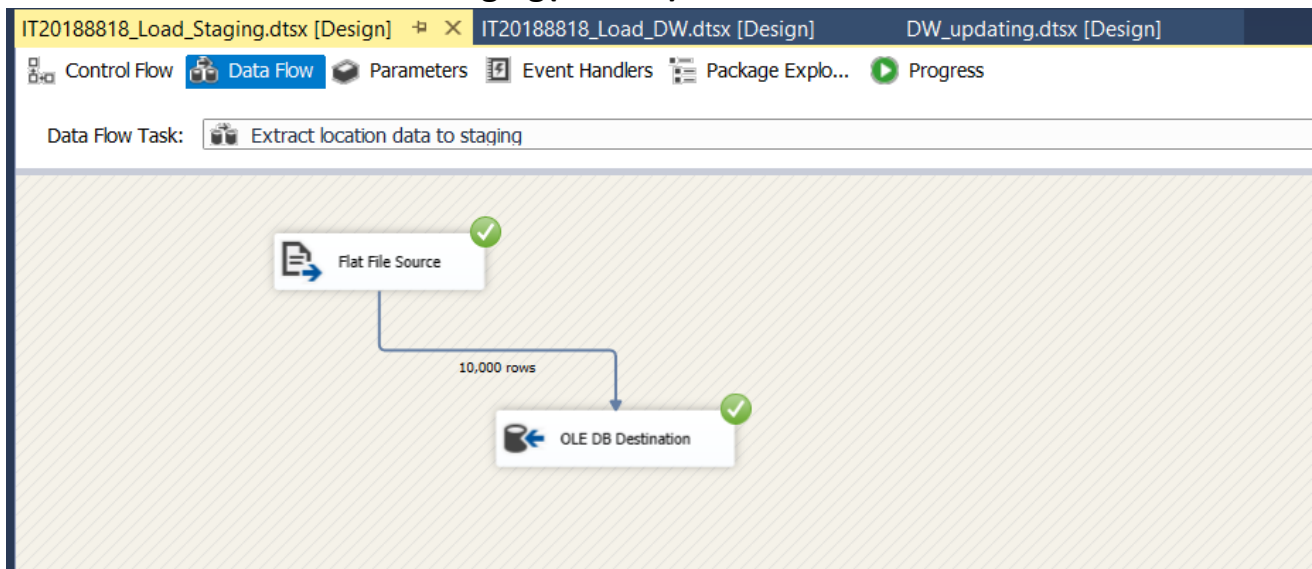 IT20188818_Load_Staging.dtsx [Design] IT20188818_Load_DW.dtsx [Design] DW_updating.dtsx [Design]
Control Flow Data Flow Parameters Event Handlers Package Explo... Progress
Data Flow Task: Extract location data to staging
Flat File Source
10,000 rows
OLE DB Destination